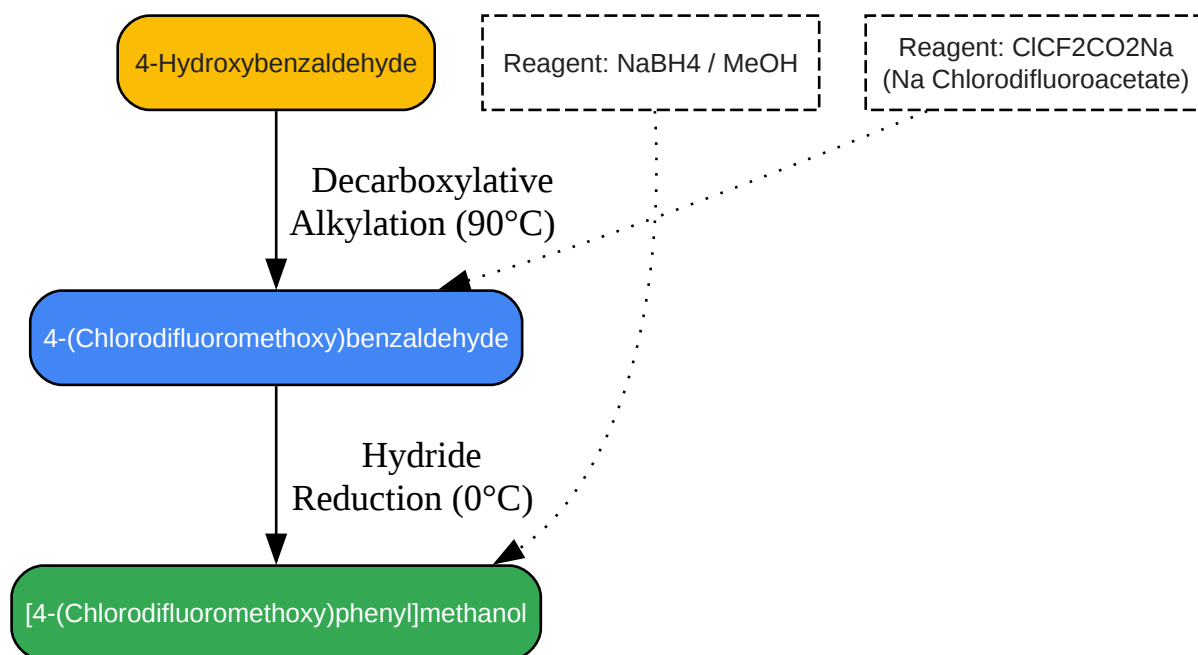 4-Hydroxybenzaldehyde
Reagent: NaBH4 / MeOH
Reagent: ClCF2CO2Na
(Na Chlorodifluoroacetate)
Decarboxylative
Alkylation (90°C)
4-(Chlorodifluoromethoxy)benzaldehyde
Hydride
Reduction (0°C)
[4-(Chlorodifluoromethoxy)phenyl]methanol